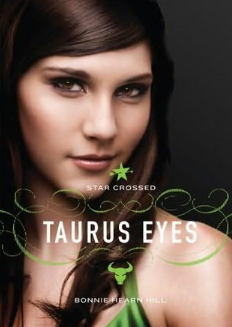 STAR CROSSED
TAURUS EYES
BONNIE HEARN HILL